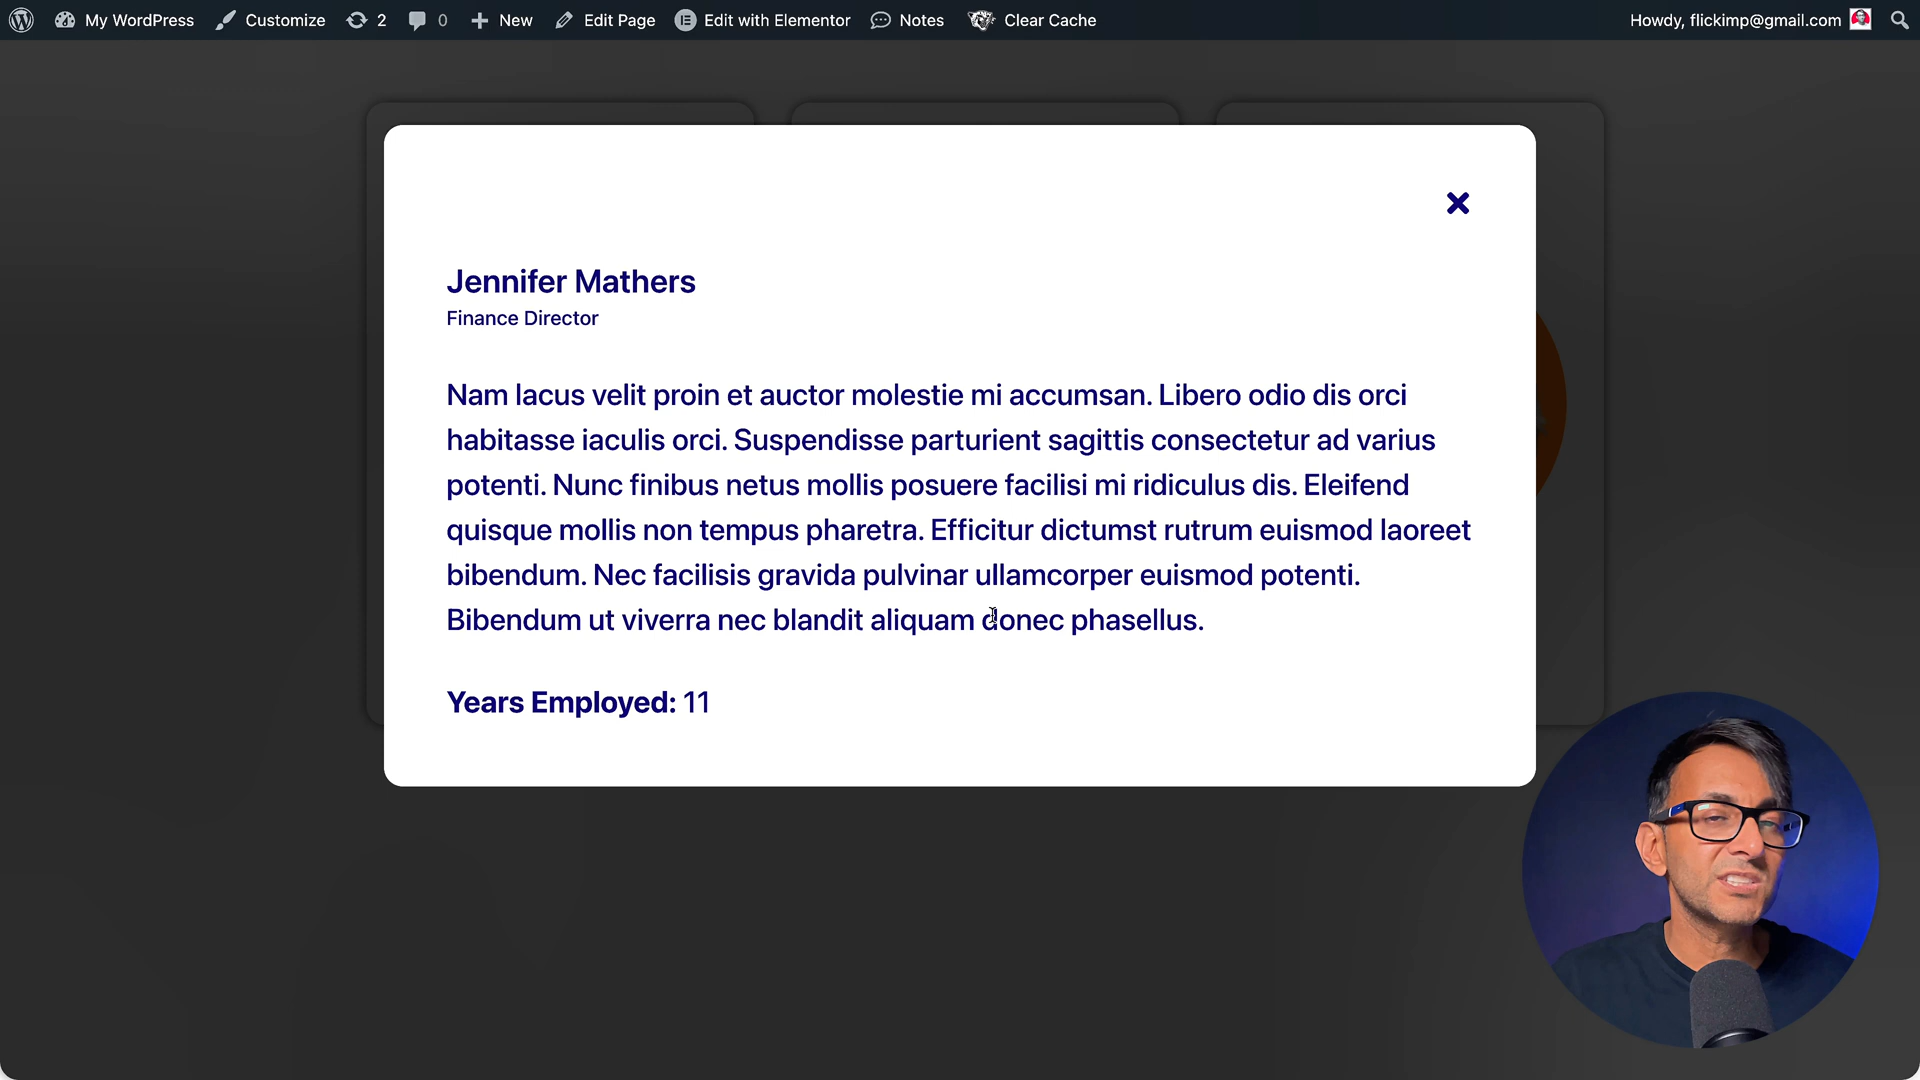 My WordPress Customize 2 0 New Edit Page Edit with Elementor Notes Clear Cache Howdy, flickimp@gmail.com
Jennifer Mathers
Finance Director
Nam lacus velit proin et auctor molestie mi accumsan. Libero odio dis orci
habitasse iaculis orci. Suspendisse parturient sagittis consectetur ad varius
potenti. Nunc finibus netus mollis posuere facilisi mi ridiculus dis. Eleifend
quisque mollis non tempus pharetra. Efficitur dictumst rutrum euismod laoreet
bibendum. Nec facilisis gravida pulvinar ullamcorper euismod potenti.
Bibendum ut viverra nec blandit aliquam donec phasellus.
Years Employed: 11